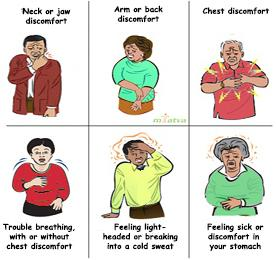 Neck or jaw
discomfort
Arm or back
discomfort
Chest discomfort
Trouble breathing,
with or without
chest discomfort
Feeling light-
headed or breaking
into a cold sweat
Feeling sick or
discomfort in
your stomach